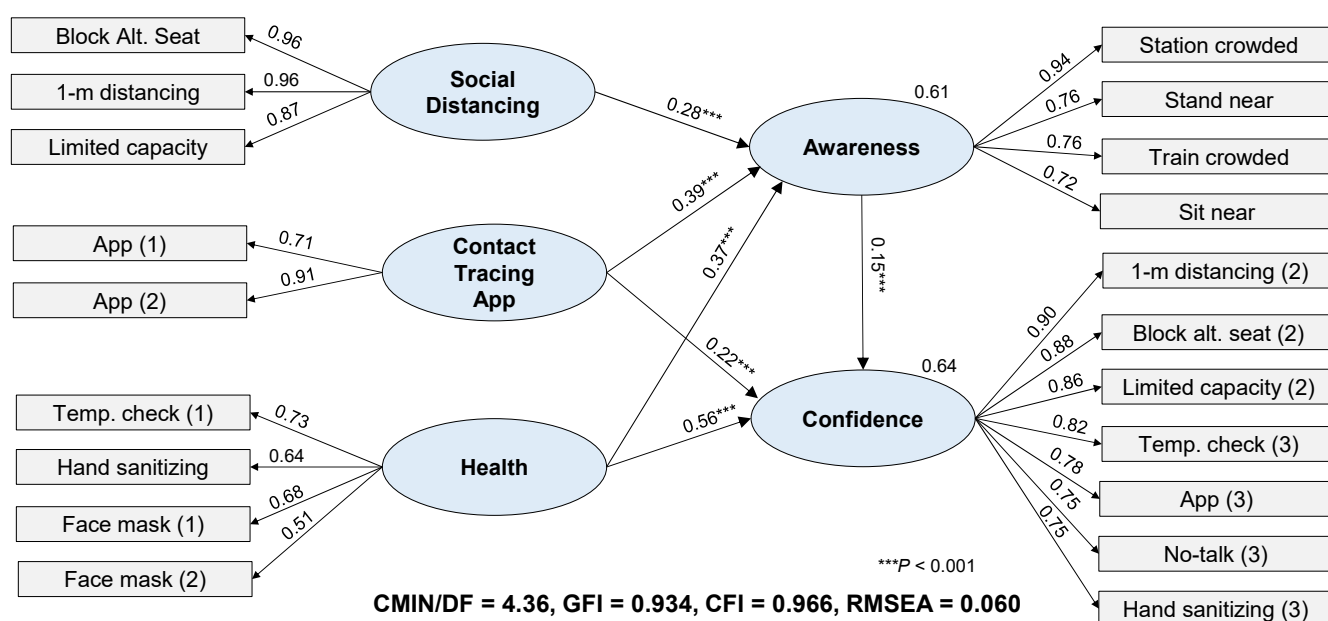 Block Alt. Seat
1-m distancing
Limited capacity
0.96
0.96
0.87
Social
Distancing
0.28***
0.61
Awareness
0.94
0.76
0.76
0.72
Station crowded
Stand near
Train crowded
Sit near
App (1)
App (2)
0.71
0.91
Contact
Tracing
App
0.39***
0.37***
0.15***
0.22***
0.56***
Temp. check (1)
Hand sanitizing
Face mask (1)
Face mask (2)
0.73
0.64
0.68
0.51
Health
0.64
Confidence
0.90
0.88
0.86
0.82
0.78
0.75
0.75
1-m distancing (2)
Block alt. seat (2)
Limited capacity (2)
Temp. check (3)
App (3)
No-talk (3)
Hand sanitizing (3)
***P < 0.001
CMIN/DF = 4.36, GFI = 0.934, CFI = 0.966, RMSEA = 0.060